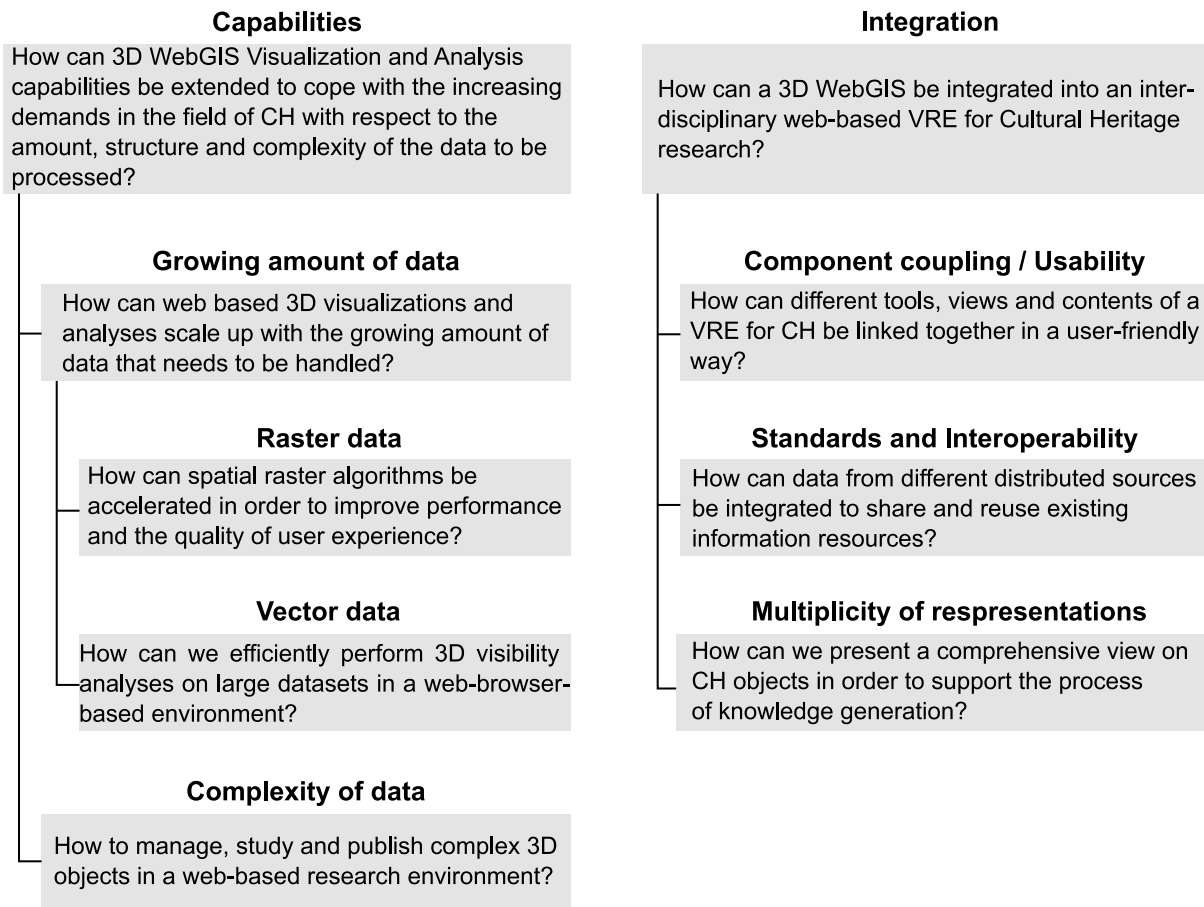 Capabilities
How can 3D WebGIS Visualization and Analysis
capabilities be extended to cope with the increasing
demands in the field of CH with respect to the
amount, structure and complexity of the data to be
processed?
Growing amount of data
How can web based 3D visualizations and
analyses scale up with the growing amount of
data that needs to be handled?
Raster data
How can spatial raster algorithms be
accelerated in order to improve performance
and the quality of user experience?
Vector data
How can we efficiently perform 3D visibility
analyses on large datasets in a web-browser-
based environment?
Complexity of data
How to manage, study and publish complex 3D
objects in a web-based research environment?
Integration
How can a 3D WebGIS be integrated into an inter-
disciplinary web-based VRE for Cultural Heritage
research?
Component coupling / Usability
How can different tools, views and contents of a
VRE for CH be linked together in a user-friendly
way?
Standards and Interoperability
How can data from different distributed sources
be integrated to share and reuse existing
information resources?
Multiplicity of respresentations
How can we present a comprehensive view on
CH objects in order to support the process
of knowledge generation?